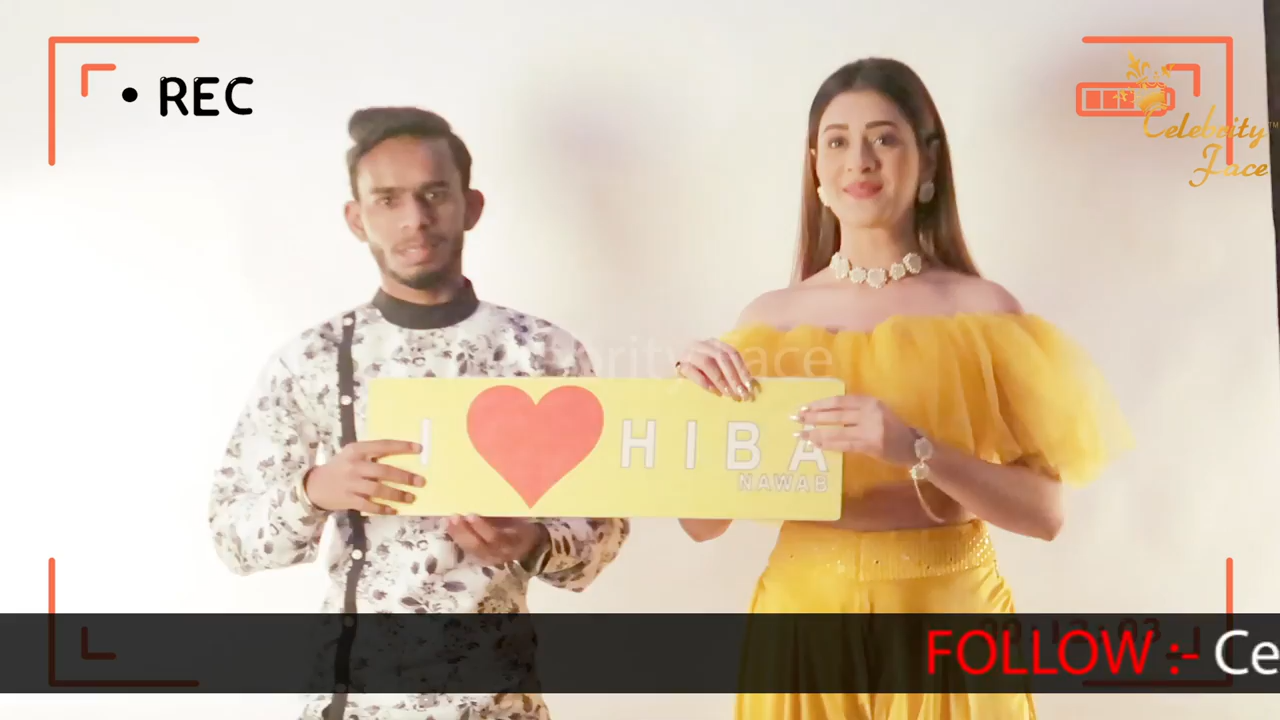 • REC
Celebrity
Face
I ♥ HIBA
NAWAB
FOLLOW :- Ce